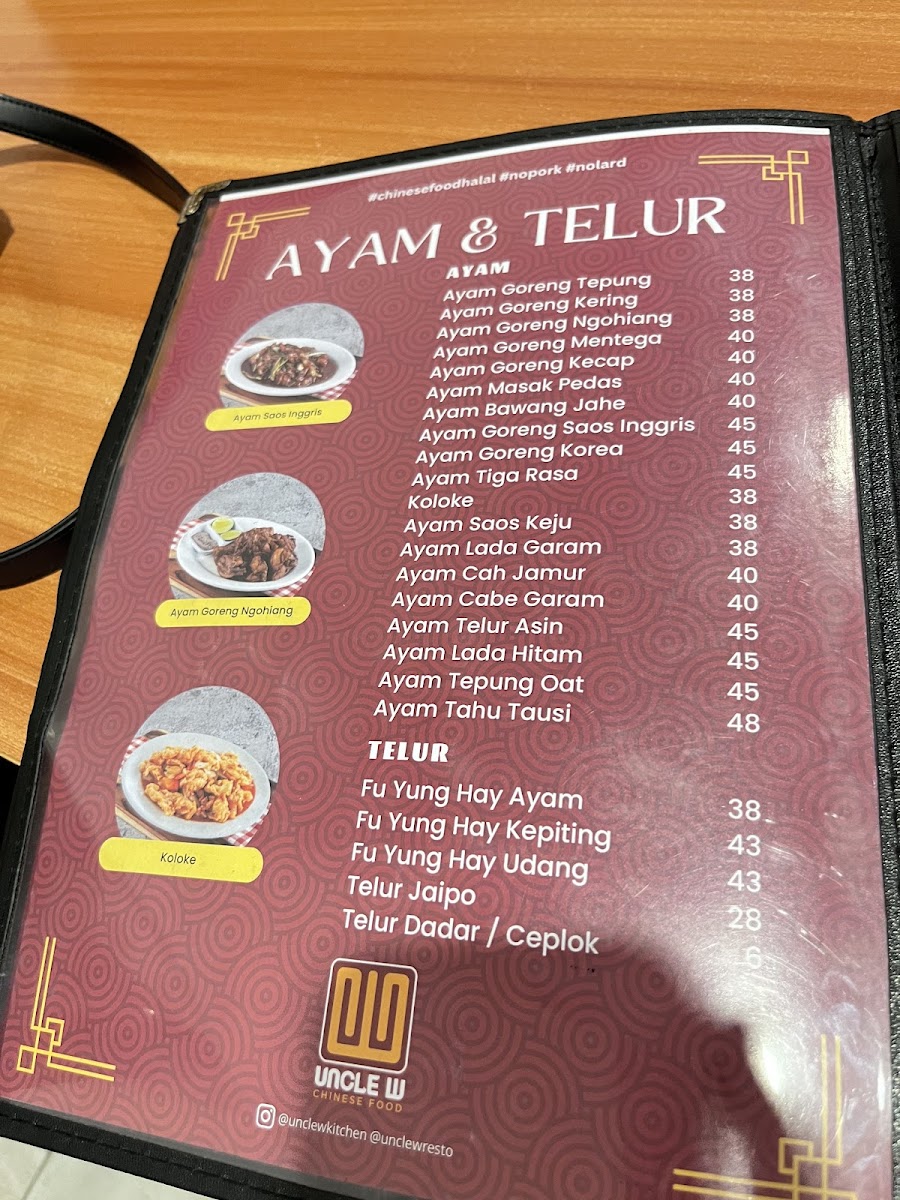 #chinesefoodhalal #nopork #nolard
AYAM & TELUR
AYAM
Ayam Goreng Tepung 38
Ayam Goreng Kering 38
Ayam Goreng Ngohiang 38
Ayam Goreng Mentega 40
Ayam Goreng Kecap 40
Ayam Masak Pedas 40
Ayam Bawang Jahe 40
Ayam Goreng Saos Inggris 45
Ayam Goreng Korea 45
Ayam Tiga Rasa 45
Koloke 38
Ayam Saos Keju 38
Ayam Lada Garam 38
Ayam Cah Jamur 40
Ayam Cabe Garam 40
Ayam Telur Asin 45
Ayam Lada Hitam 45
Ayam Tepung Oat 45
Ayam Tahu Tausi 48
TELUR
Fu Yung Hay Ayam 38
Fu Yung Hay Kepiting 43
Fu Yung Hay Udang 43
Telur Jaipo 28
Telur Dadar / Ceplok 6
Ayam Saos Inggris
Ayam Goreng Ngohiang
Koloke
UNCLE W
CHINESE FOOD
@unclewkitchen @unclewresto